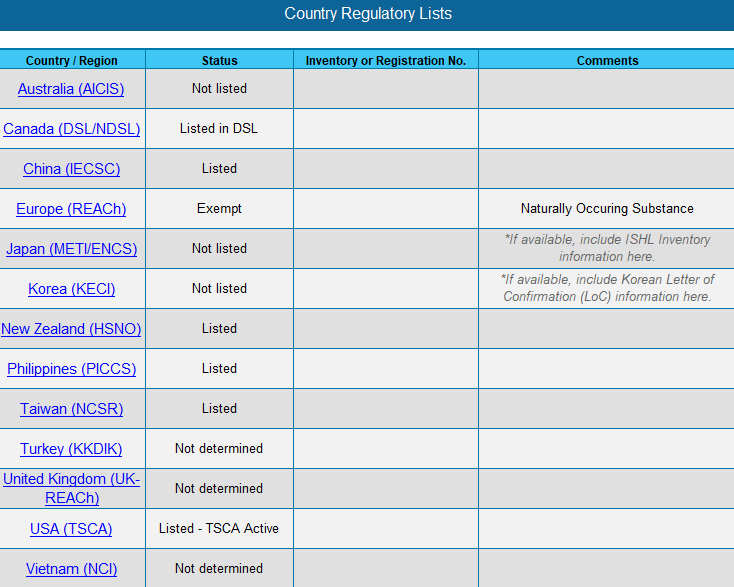 Country Regulatory Lists
Country / Region Status Inventory or Registration No. Comments
Australia (AICIS) Not listed
Canada (DSL/NDSL) Listed in DSL
China (IECSC) Listed
Europe (REACh) Exempt Naturally Occuring Substance
Japan (METI/ENCS) Not listed *If available, include ISHL Inventory
information here.
Korea (KECI) Not listed *If available, include Korean Letter of
Confirmation (LoC) information here.
New Zealand (HSNO) Listed
Philippines (PICCS) Listed
Taiwan (NCSR) Listed
Turkey (KKDIK) Not determined
United Kingdom (UK-
REACh) Not determined
USA (TSCA) Listed - TSCA Active
Vietnam (NCI) Not determined